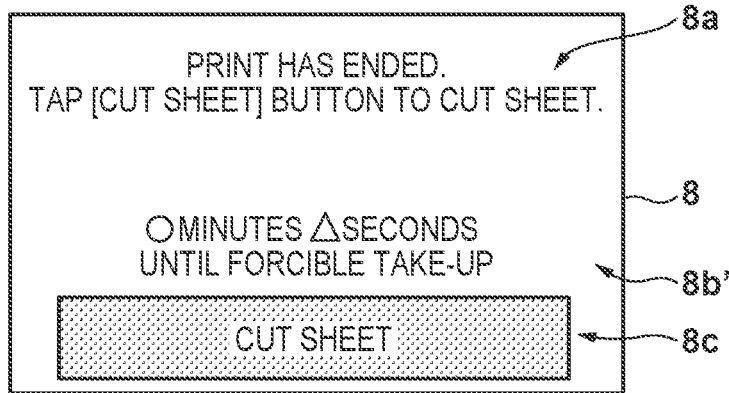 8a
PRINT HAS ENDED.
TAP [CUT SHEET] BUTTON TO CUT SHEET.
8
○MINUTES △SECONDS
UNTIL FORCIBLE TAKE-UP
8b'
CUT SHEET
8c